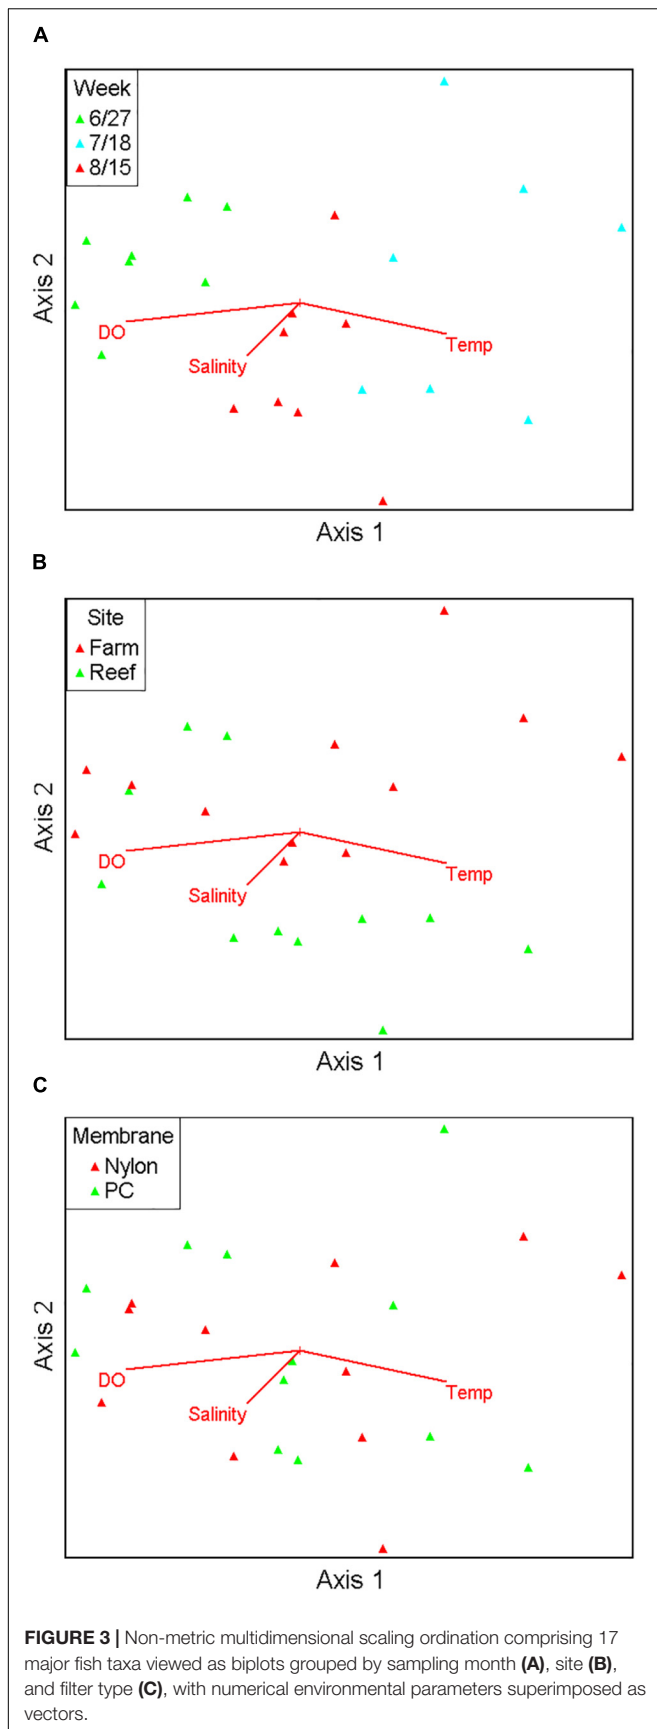 A
Week
6/27
7/18
8/15
Axis 2
DO
Salinity
Temp
Axis 1
B
Site
Farm
Reef
Axis 2
DO
Salinity
Temp
Axis 1
C
Membrane
Nylon
PC
Axis 2
DO
Salinity
Temp
Axis 1
FIGURE 3 | Non-metric multidimensional scaling ordination comprising 17
major fish taxa viewed as biplots grouped by sampling month (A), site (B),
and filter type (C), with numerical environmental parameters superimposed as
vectors.